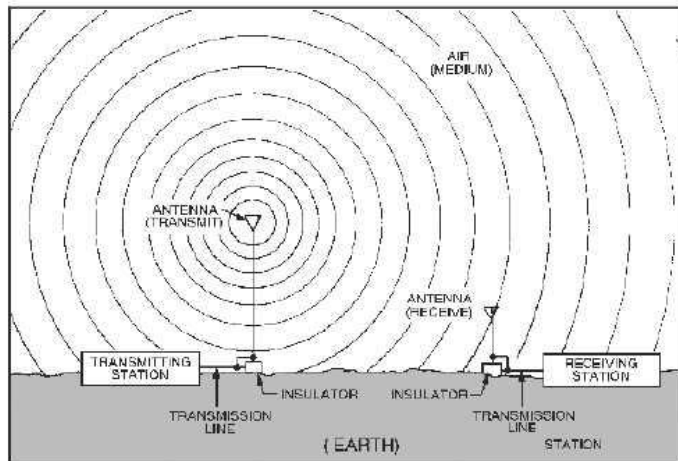 AIR
(MEDIUM)
ANTENNA
(TRANSMIT)
ANTENNA
(RECEIVE)
TRANSMITTING
STATION
RECEIVING
STATION
INSULATOR
INSULATOR
TRANSMISSION
LINE
TRANSMISSION
LINE
STATION
(EARTH)